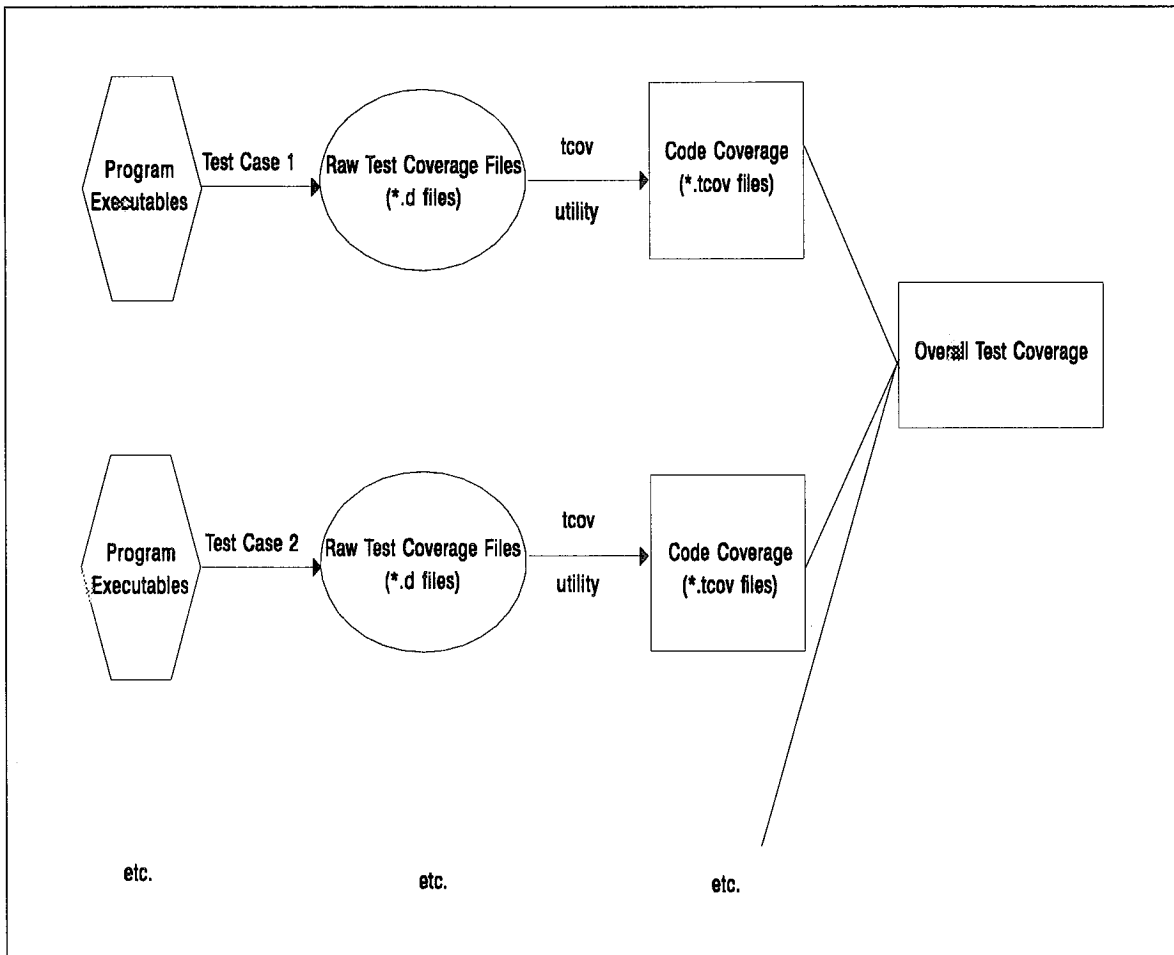 Program
Executables
Test Case 1
Raw Test Coverage Files
(*.d files)
tcov
utility
Code Coverage
(*.tcov files)
Overall Test Coverage
Program
Executables
Test Case 2
Raw Test Coverage Files
(*.d files)
tcov
utility
Code Coverage
(*.tcov files)
etc.
etc.
etc.